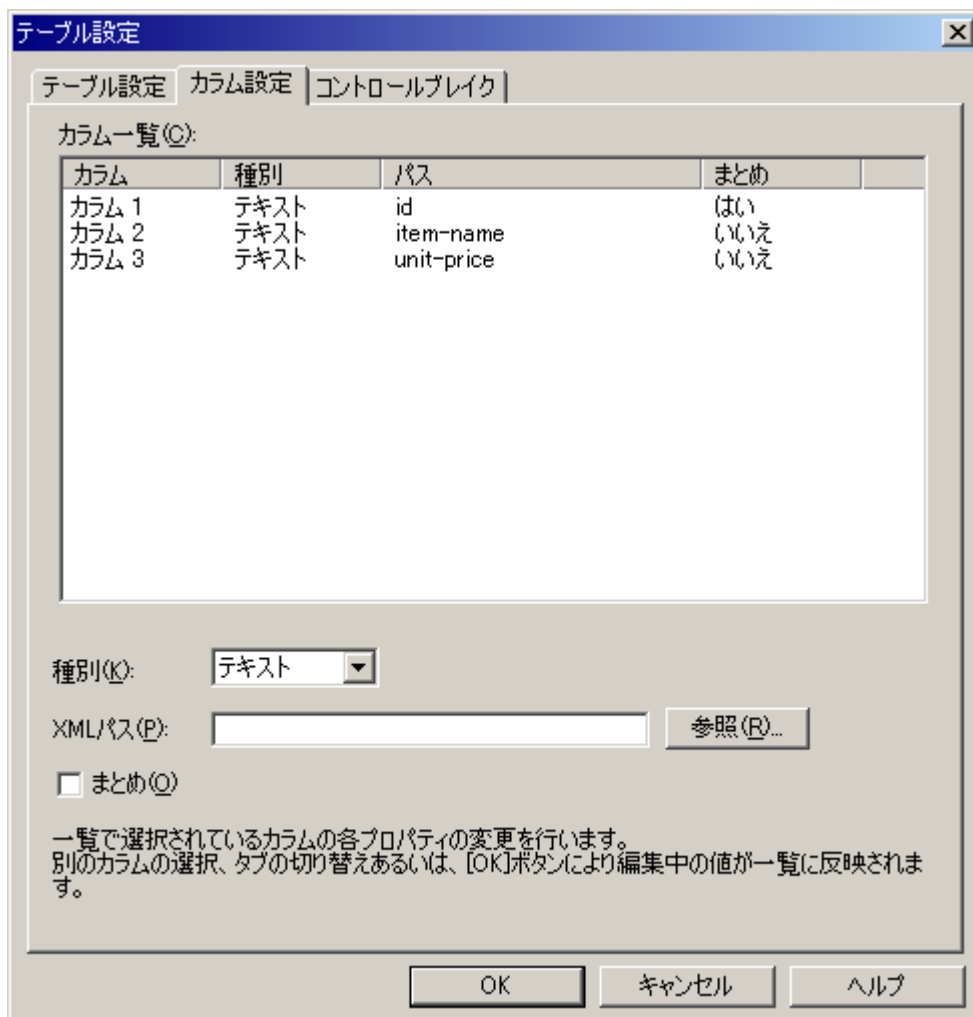 テーブル設定
テーブル設定 カラム設定 コントロールブレイク
カラム一覧(C):
カラム 種別 パス まとめ
カラム 1 テキスト id はい
カラム 2 テキスト item-name いいえ
カラム 3 テキスト unit-price いいえ
種別(K): テキスト
XMLパス(P): 参照(R)...
まとめ(O)
一覧で選択されているカラムの各プロパティの変更を行います。
別のカラムの選択、タブの切り替えあるいは、[OK]ボタンにより編集中の値が一覧に反映されま
す。
OK キャンセル ヘルプ